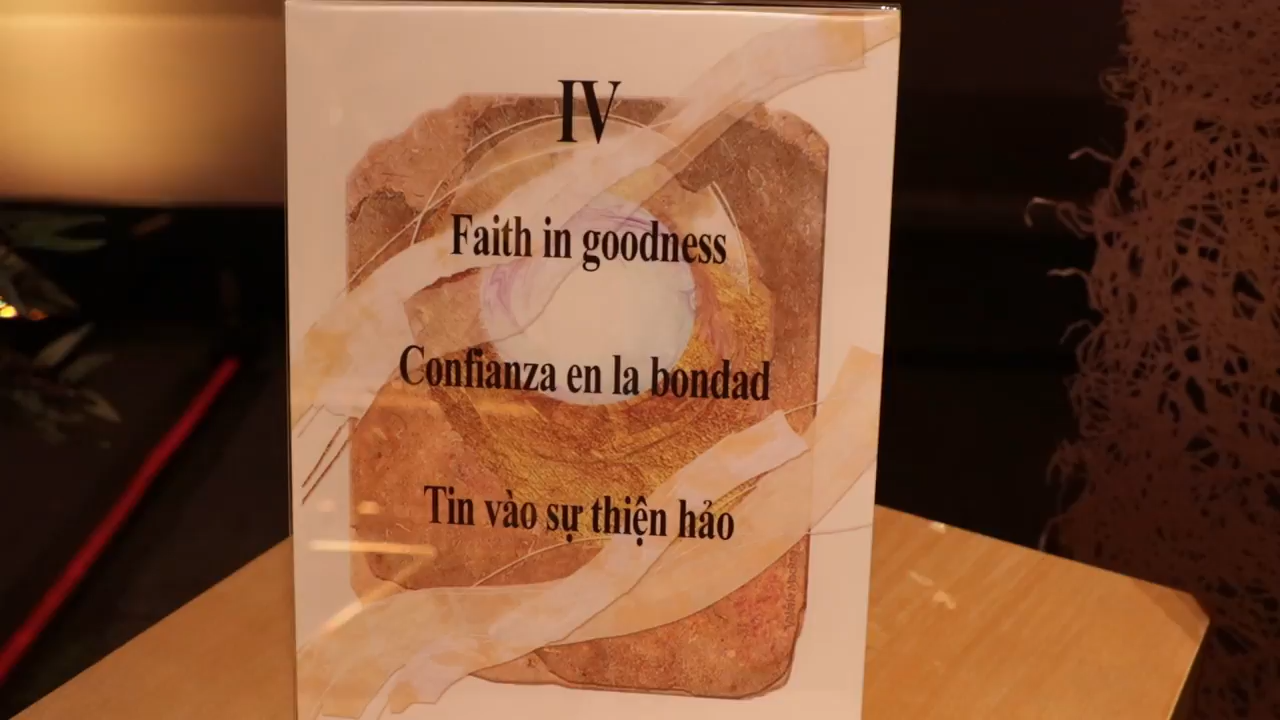 IV
Faith in goodness
Confianza en la bondad
Tin vào sự thiện hảo